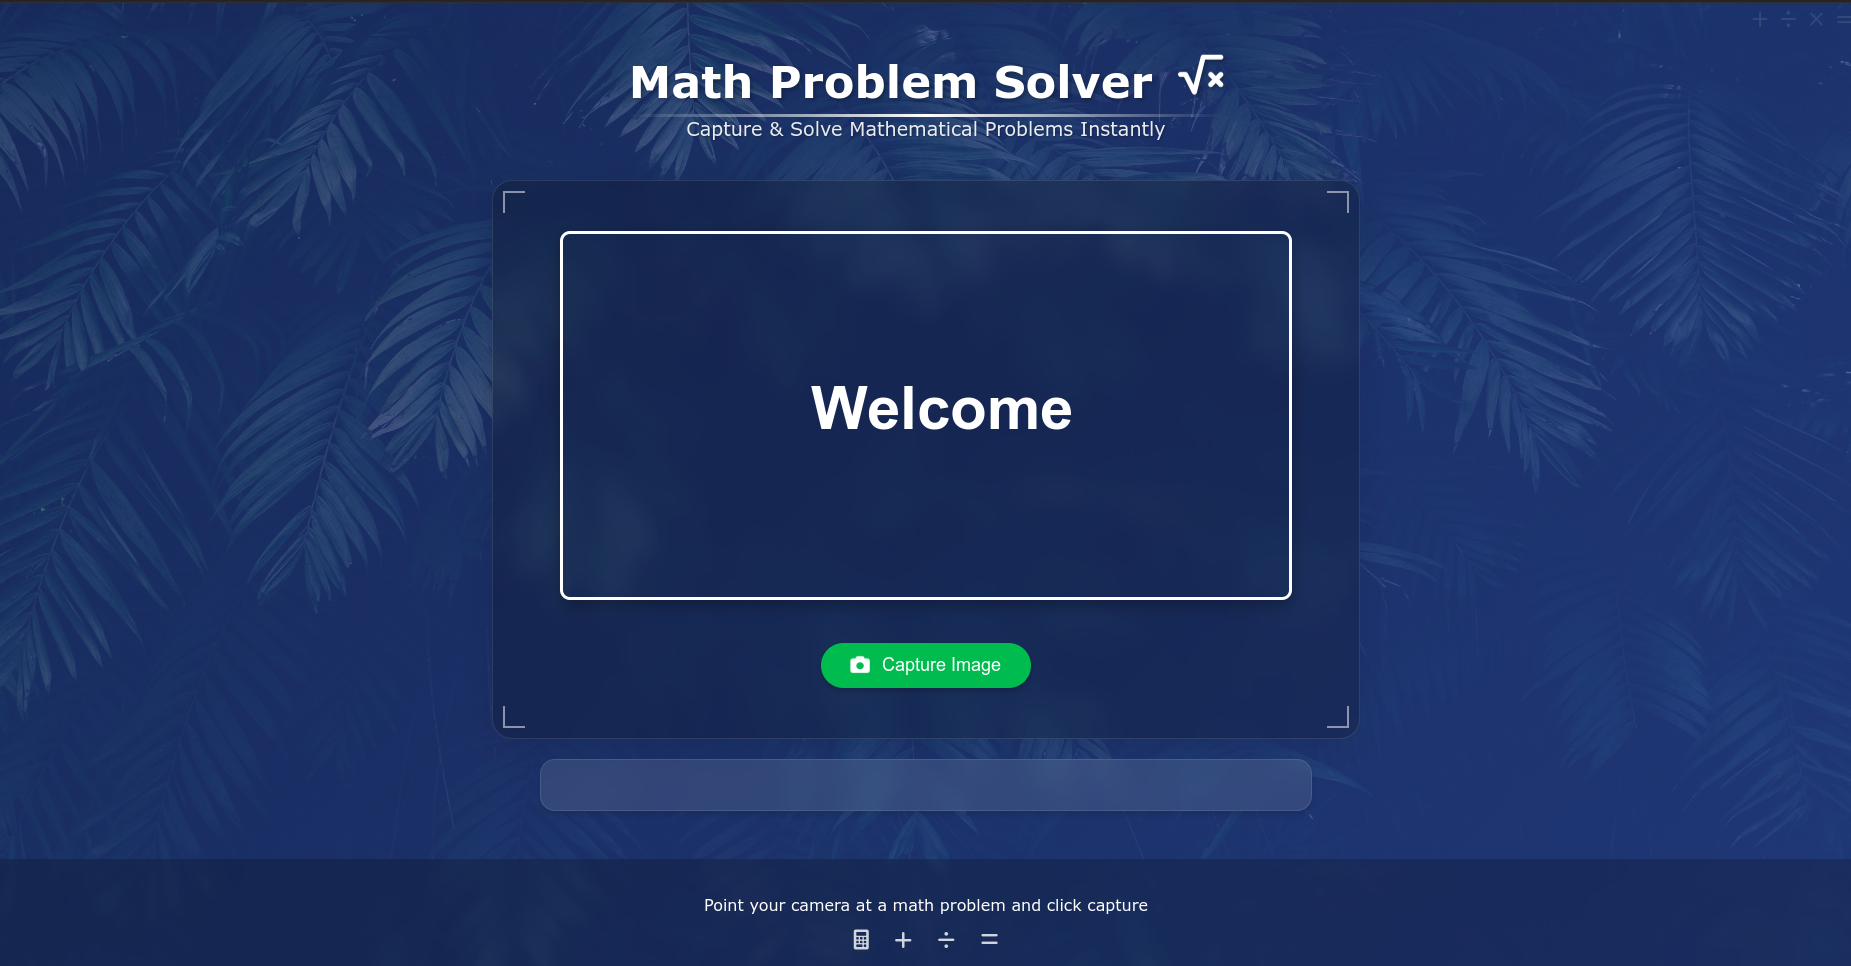 + ÷ × =
Math Problem Solver √x
Capture & Solve Mathematical Problems Instantly
Welcome
Capture Image
Point your camera at a math problem and click capture
+ ÷ =